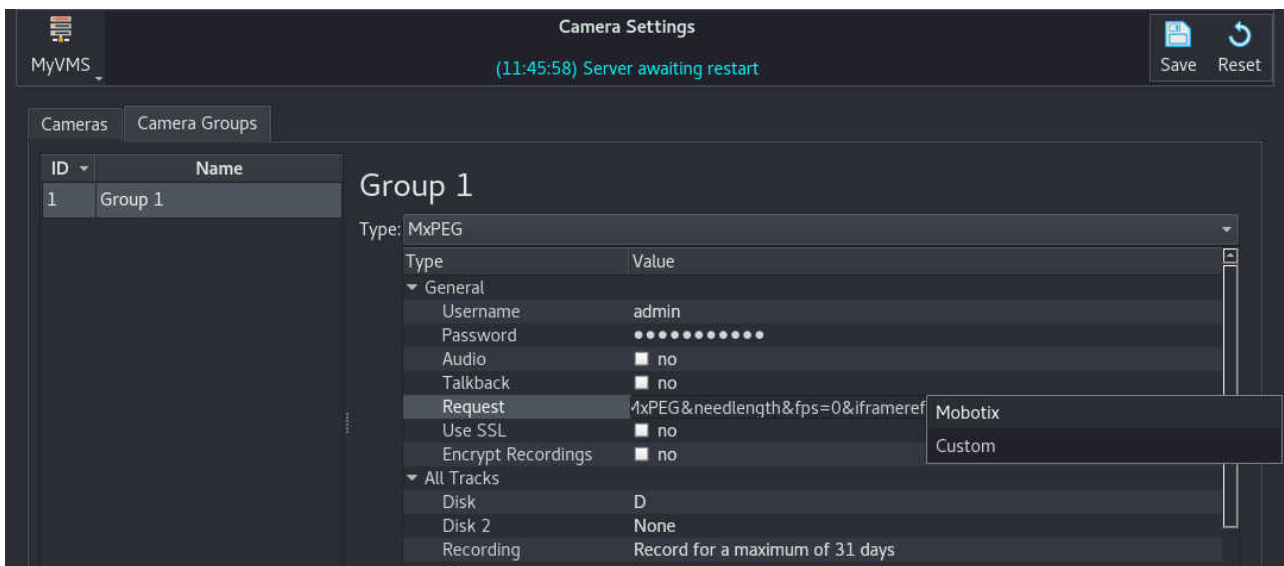 Camera Settings
MyVMS
(11:45:58) Server awaiting restart
Save Reset
Cameras Camera Groups
ID Name
1 Group 1
Group 1
Type: MxPEG
Type Value
General
Username admin
Password ●●●●●●●●●●●
Audio no
Talkback no
Request MxPEG&needlength&fps=0&iframeref
Mobotix
Use SSL no
Custom
Encrypt Recordings no
All Tracks
Disk D
Disk 2 None
Recording Record for a maximum of 31 days